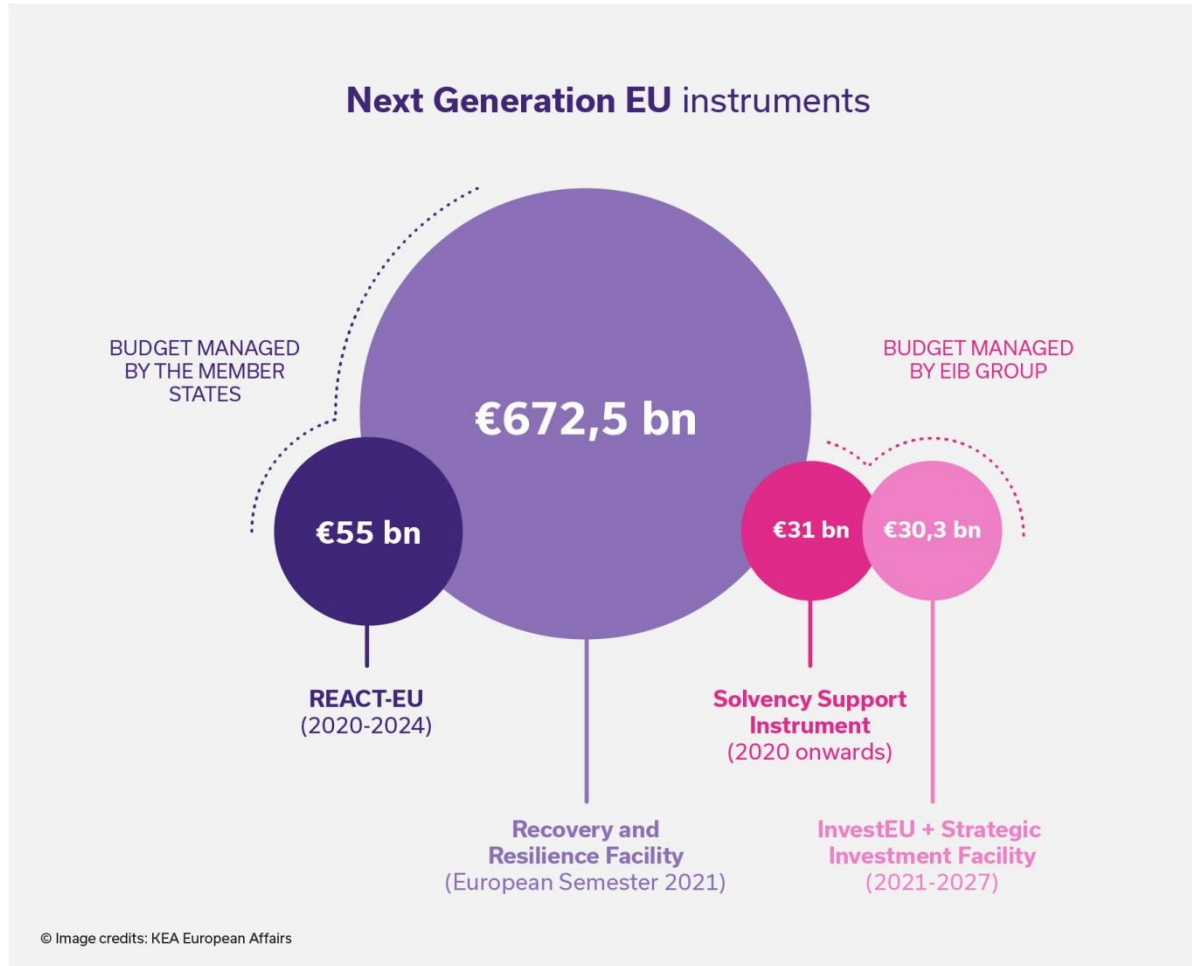 Next Generation EU instruments
BUDGET MANAGED
BY THE MEMBER
STATES
€672,5 bn
BUDGET MANAGED
BY EIB GROUP
€55 bn
€31 bn
€30,3 bn
REACT-EU
(2020-2024)
Solvency Support
Instrument
(2020 onwards)
Recovery and
Resilience Facility
(European Semester 2021)
InvestEU + Strategic
Investment Facility
(2021-2027)
© Image credits: KEA European Affairs